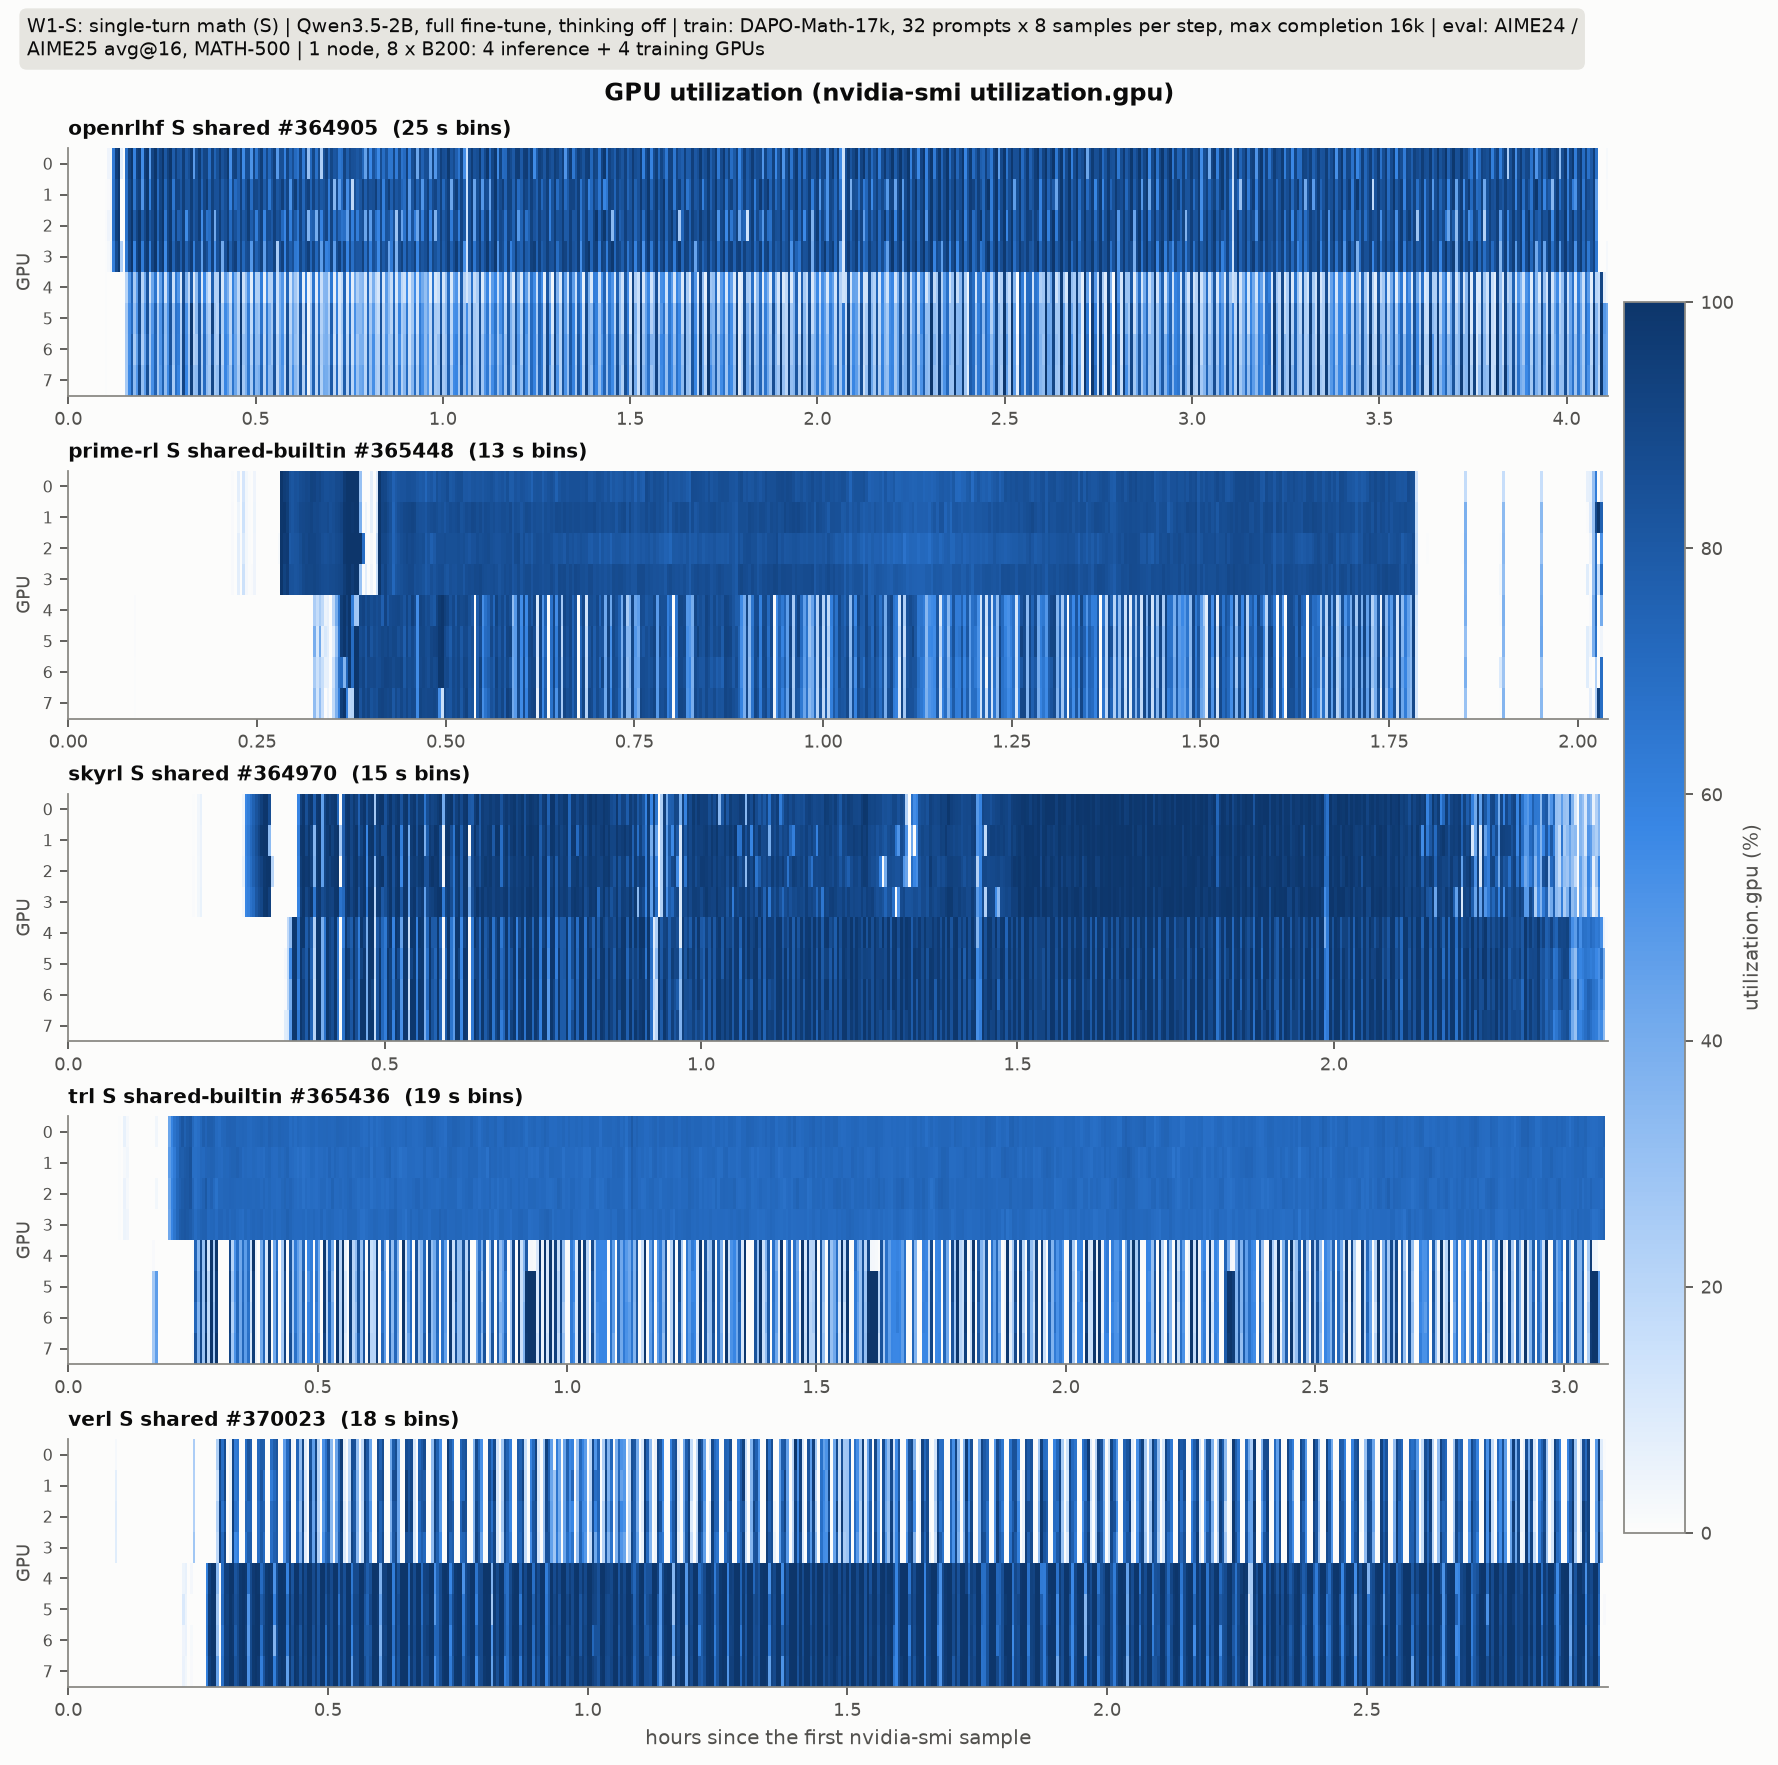 W1-S: single-turn math (S) | Qwen3.5-2B, full fine-tune, thinking off | train: DAPO-Math-17k, 32 prompts x 8 samples per step, max completion 16k | eval: AIME24 /
AIME25 avg@16, MATH-500 | 1 node, 8 x B200: 4 inference + 4 training GPUs
GPU utilization (nvidia-smi utilization.gpu)
openrlhf S shared #364905 (25 s bins)
GPU
0
1
2
3
4
5
6
7
0.0 0.5 1.0 1.5 2.0 2.5 3.0 3.5 4.0
prime-rl S shared-builtin #365448 (13 s bins)
GPU
0
1
2
3
4
5
6
7
0.00 0.25 0.50 0.75 1.00 1.25 1.50 1.75 2.00
skyrl S shared #364970 (15 s bins)
GPU
0
1
2
3
4
5
6
7
0.0 0.5 1.0 1.5 2.0
trl S shared-builtin #365436 (19 s bins)
GPU
0
1
2
3
4
5
6
7
0.0 0.5 1.0 1.5 2.0 2.5 3.0
verl S shared #370023 (18 s bins)
GPU
0
1
2
3
4
5
6
7
0.0 0.5 1.0 1.5 2.0 2.5
hours since the first nvidia-smi sample
100
80
60
40
20
0
utilization.gpu (%)